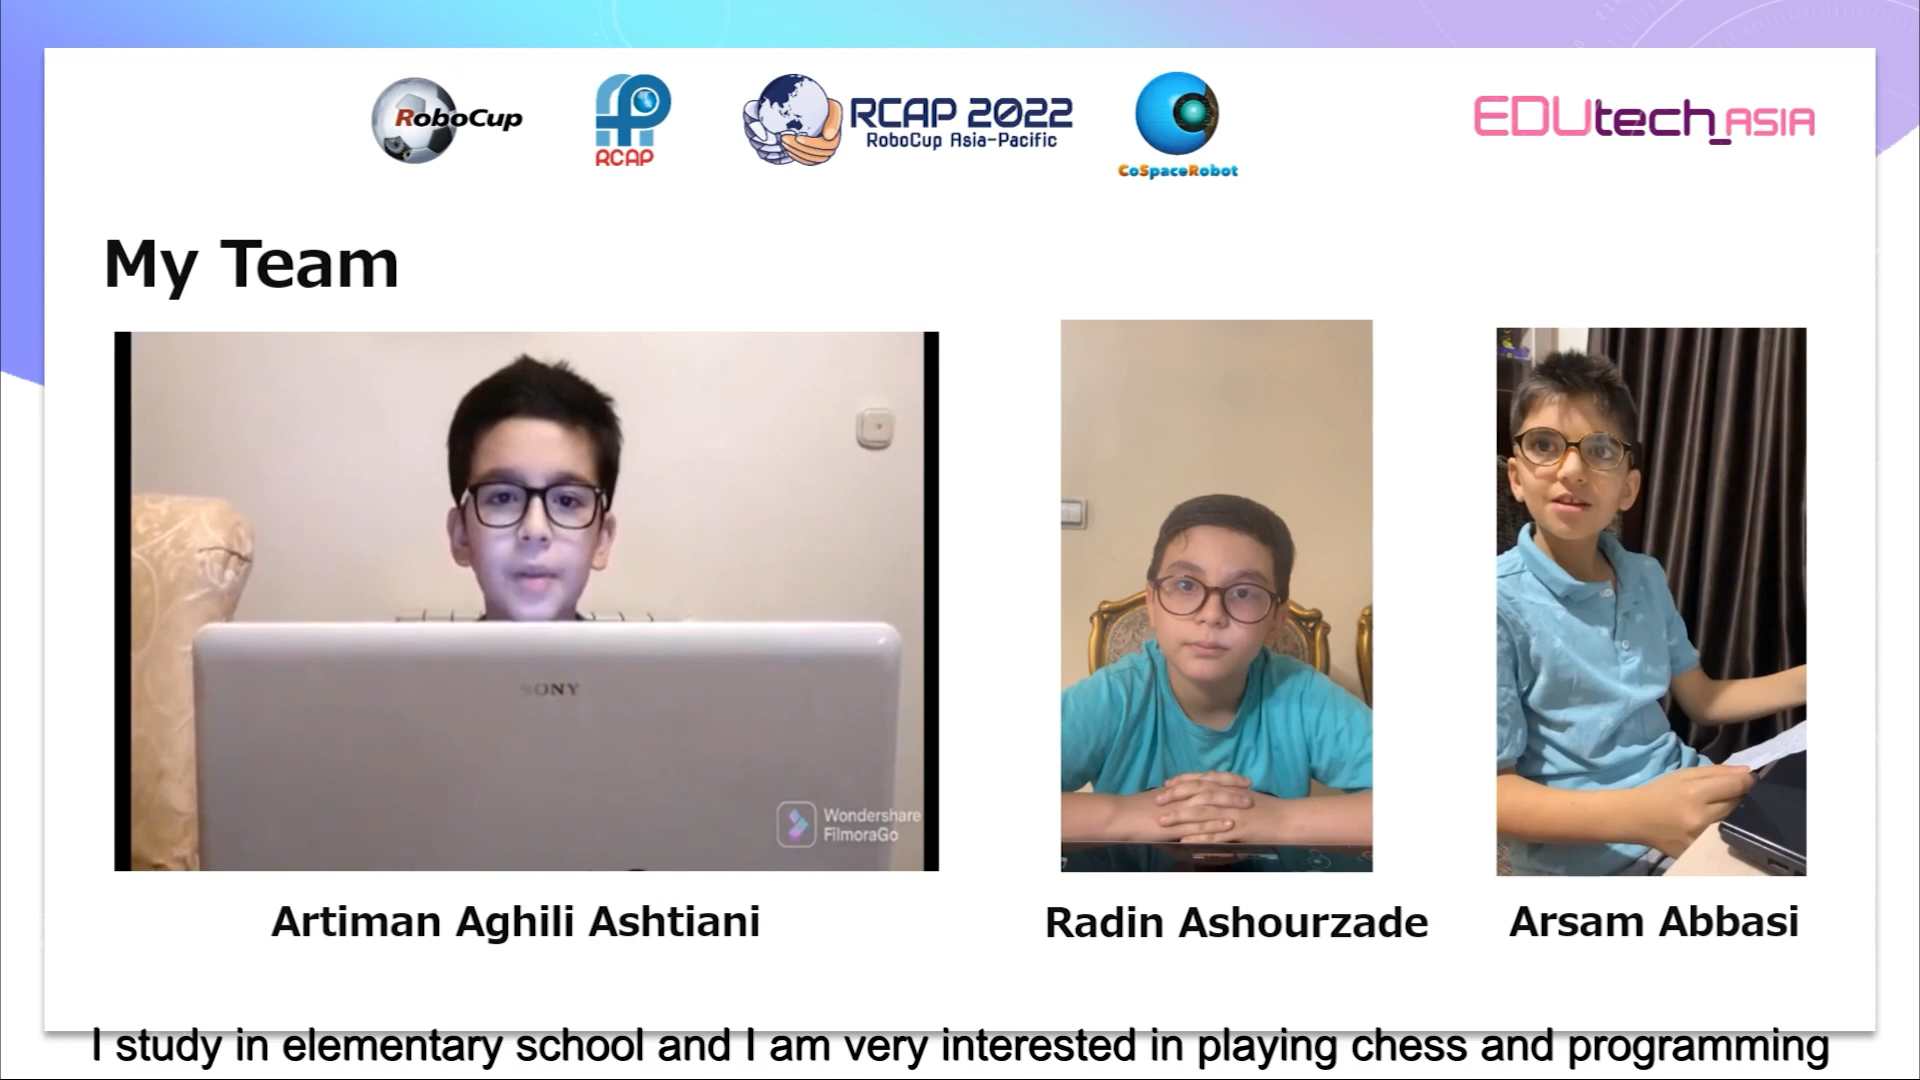 RoboCup
RCAP
RCAP 2022
RoboCup Asia-Pacific
CoSpaceRobot
EDUtech_ASIA
My Team
SONY
Wondershare
FilmoraGo
Artiman Aghili Ashtiani
Radin Ashourzade
Arsam Abbasi
I study in elementary school and I am very interested in playing chess and programming